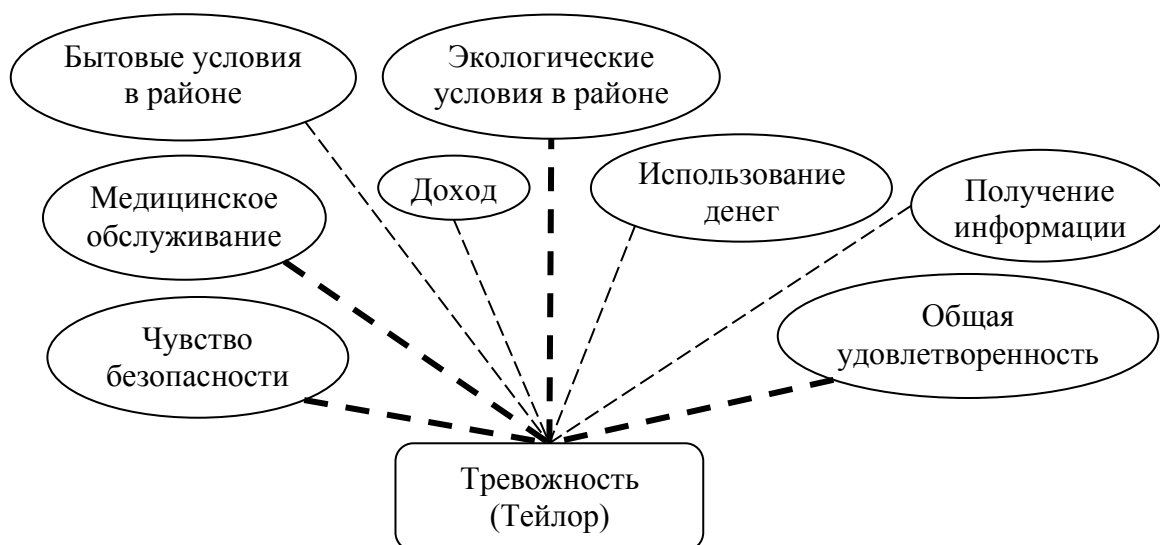 Бытовые условия
в районе
Экологические
условия в районе
Медицинское
обслуживание
Доход
Использование
денег
Получение
информации
Чувство
безопасности
Общая
удовлетворенность
Тревожность
(Тейлор)